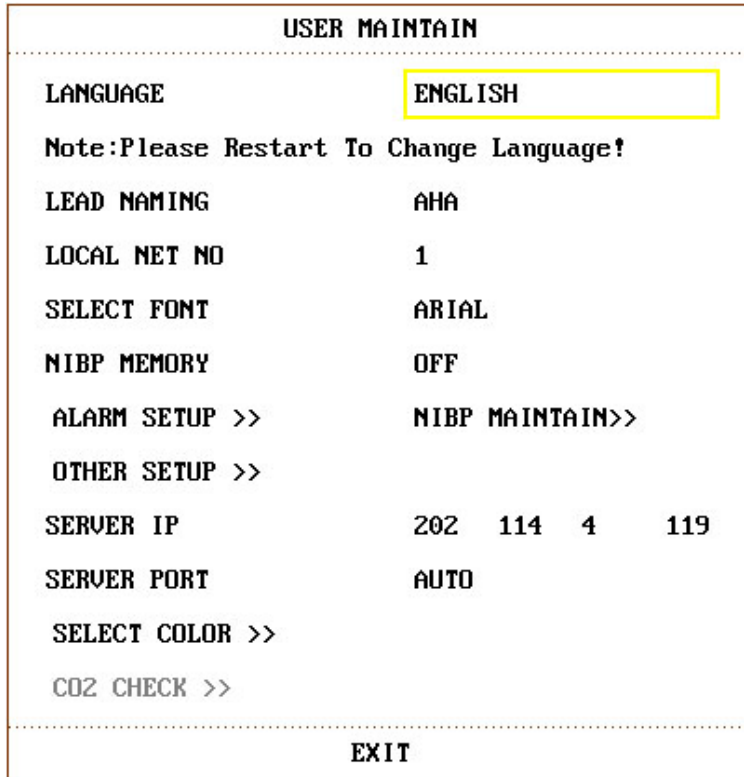 USER MAINTAIN
LANGUAGE ENGLISH
Note:Please Restart To Change Language!
LEAD NAMING AHA
LOCAL NET NO 1
SELECT FONT ARIAL
NIBP MEMORY OFF
ALARM SETUP >> NIBP MAINTAIN>>
OTHER SETUP >>
SERVER IP 202 114 4 119
SERVER PORT AUTO
SELECT COLOR >>
CO2 CHECK >>
EXIT